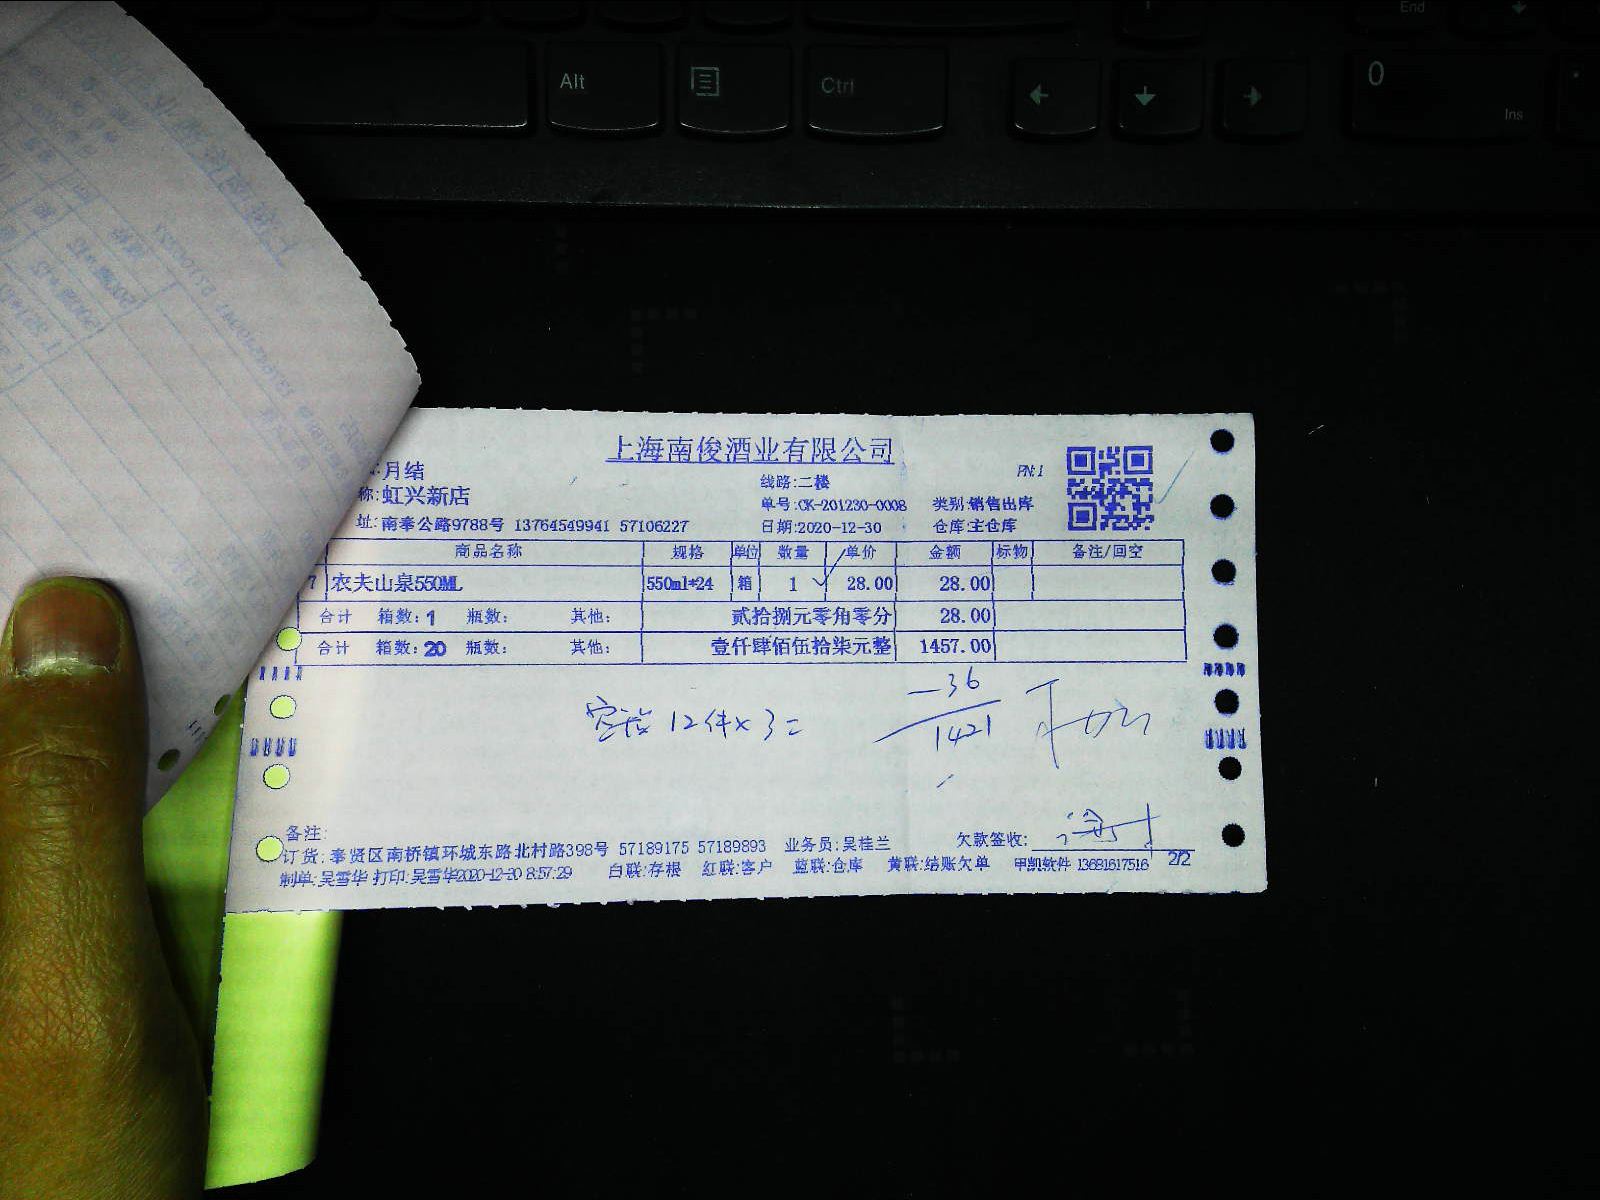 End
Alt
Ctrl
0
Ins
上海南俊酒业有限公司
:月结
线路:二楼
PN:1
称:虹兴新店
单号:CK-201230-0008 类别:销售出库
址:南奉公路9788号 13764549941 57106227
日期:2020-12-30 仓库:主仓库
商品名称 规格 单位 数量 单价 金额 标物 备注/回空
7 农夫山泉550ML 550ml*24 箱 1 28.00 28.00
合计 箱数:1 瓶数: 其他: 贰拾捌元零角零分 28.00
合计 箱数:20 瓶数: 其他: 壹仟肆佰伍拾柒元整 1457.00
-36
12件×3=
1421
备注:
订货:奉贤区南桥镇环城东路北村路398号 57189175 57189893 业务员:吴桂兰 欠款签收:
制单:吴雪华 打印:吴雪华2020-12-30 8:57:29 白联:存根 红联:客户 蓝联:仓库 黄联:结账欠单 甲凯软件 13681617516 2/2